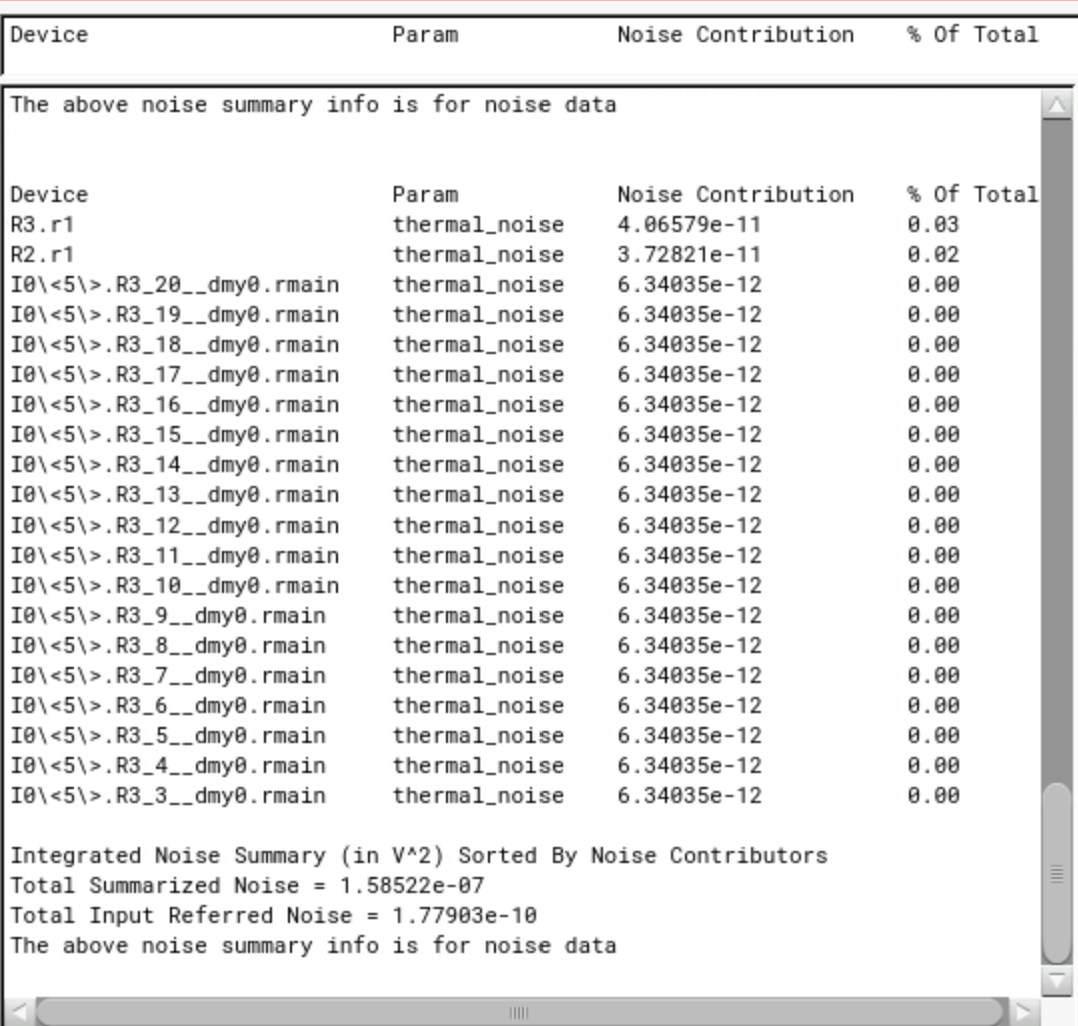 Device Param Noise Contribution % Of Total
The above noise summary info is for noise data
Device Param Noise Contribution % Of Total
R3.r1 thermal_noise 4.06579e-11 0.03
R2.r1 thermal_noise 3.72821e-11 0.02
I0\<5\>.R3_20__dmy0.rmain thermal_noise 6.34035e-12 0.00
I0\<5\>.R3_19__dmy0.rmain thermal_noise 6.34035e-12 0.00
I0\<5\>.R3_18__dmy0.rmain thermal_noise 6.34035e-12 0.00
I0\<5\>.R3_17__dmy0.rmain thermal_noise 6.34035e-12 0.00
I0\<5\>.R3_16__dmy0.rmain thermal_noise 6.34035e-12 0.00
I0\<5\>.R3_15__dmy0.rmain thermal_noise 6.34035e-12 0.00
I0\<5\>.R3_14__dmy0.rmain thermal_noise 6.34035e-12 0.00
I0\<5\>.R3_13__dmy0.rmain thermal_noise 6.34035e-12 0.00
I0\<5\>.R3_12__dmy0.rmain thermal_noise 6.34035e-12 0.00
I0\<5\>.R3_11__dmy0.rmain thermal_noise 6.34035e-12 0.00
I0\<5\>.R3_10__dmy0.rmain thermal_noise 6.34035e-12 0.00
I0\<5\>.R3_9__dmy0.rmain thermal_noise 6.34035e-12 0.00
I0\<5\>.R3_8__dmy0.rmain thermal_noise 6.34035e-12 0.00
I0\<5\>.R3_7__dmy0.rmain thermal_noise 6.34035e-12 0.00
I0\<5\>.R3_6__dmy0.rmain thermal_noise 6.34035e-12 0.00
I0\<5\>.R3_5__dmy0.rmain thermal_noise 6.34035e-12 0.00
I0\<5\>.R3_4__dmy0.rmain thermal_noise 6.34035e-12 0.00
I0\<5\>.R3_3__dmy0.rmain thermal_noise 6.34035e-12 0.00
Integrated Noise Summary (in V^2) Sorted By Noise Contributors
Total Summarized Noise = 1.58522e-07
Total Input Referred Noise = 1.77903e-10
The above noise summary info is for noise data